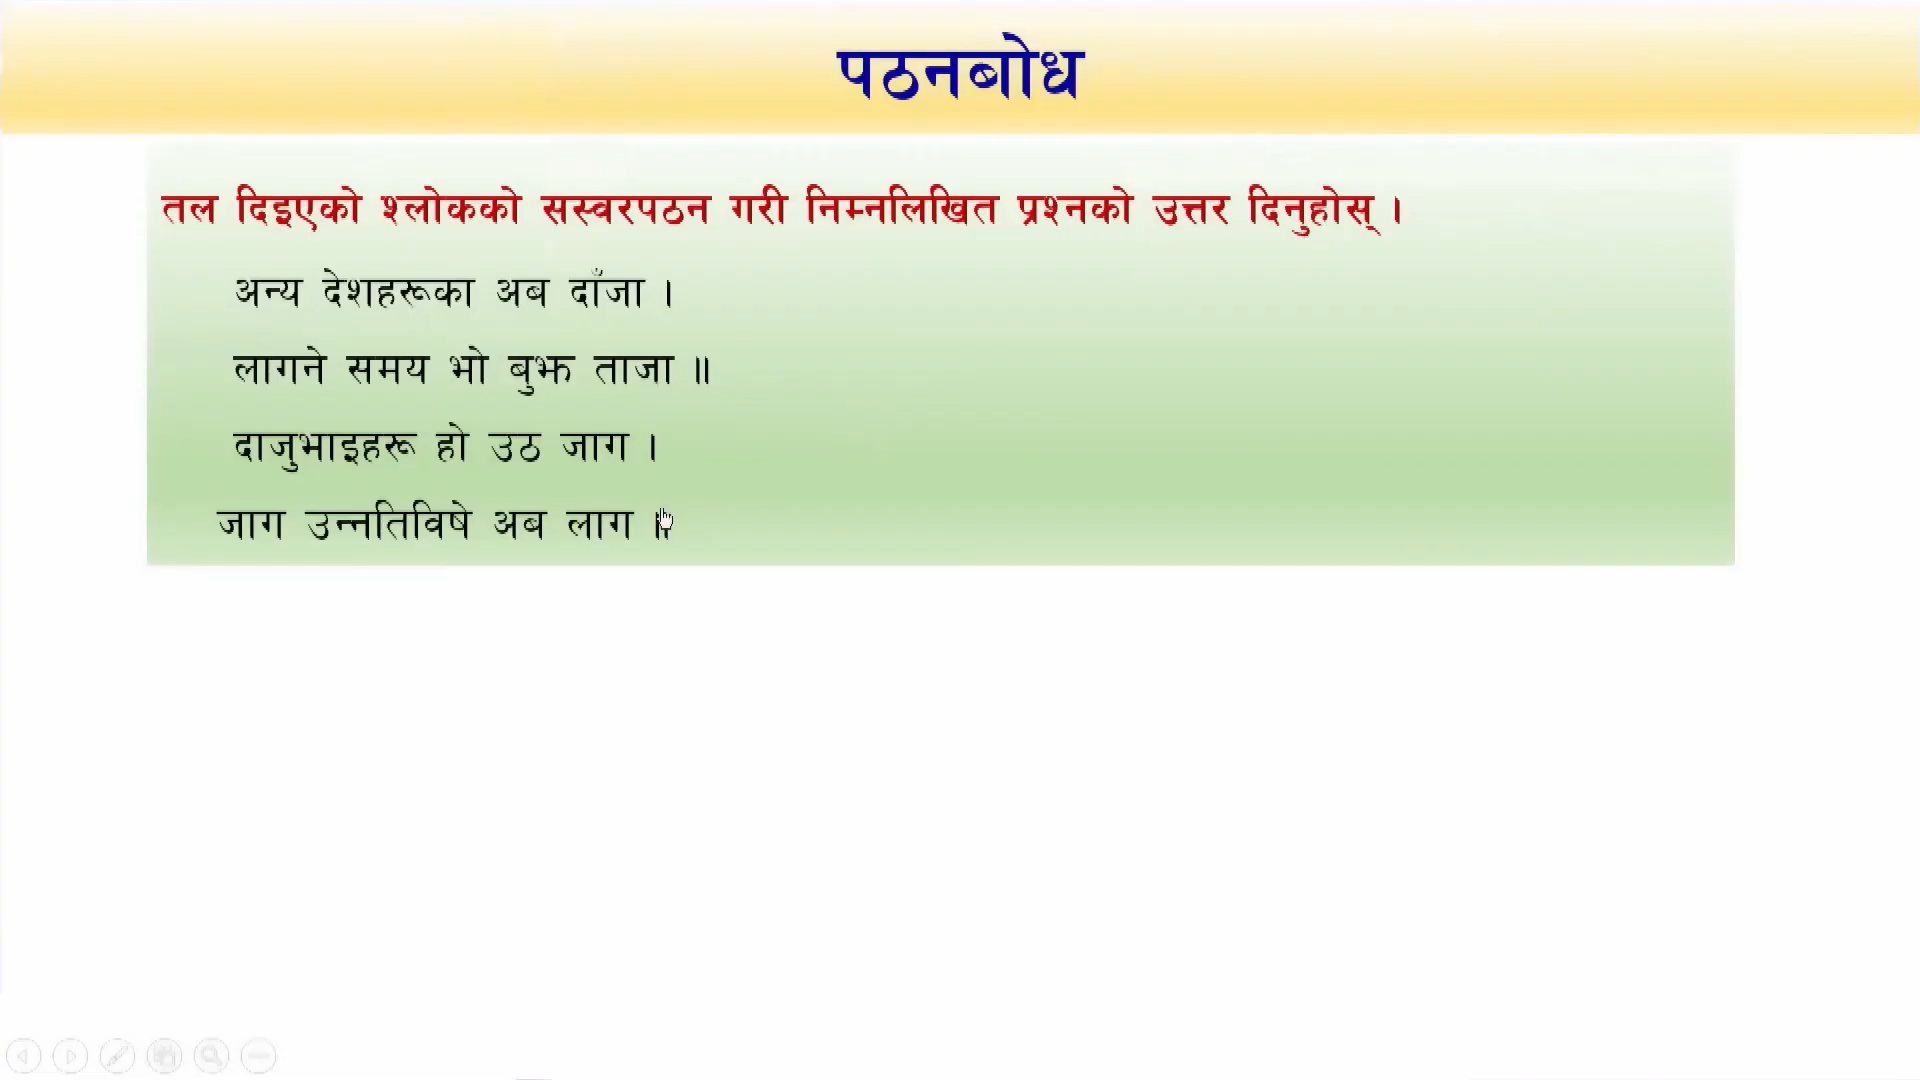 पठनबोध
तल दिइएको श्लोकको सस्वरपठन गरी निम्नलिखित प्रश्नको उत्तर दिनुहोस् ।
अन्य देशहरूका अब दाँजा ।
लागने समय भो बुझ ताजा ॥
दाजुभाइहरू हो उठ जाग ।
जाग उन्नतिविषे अब लाग ॥